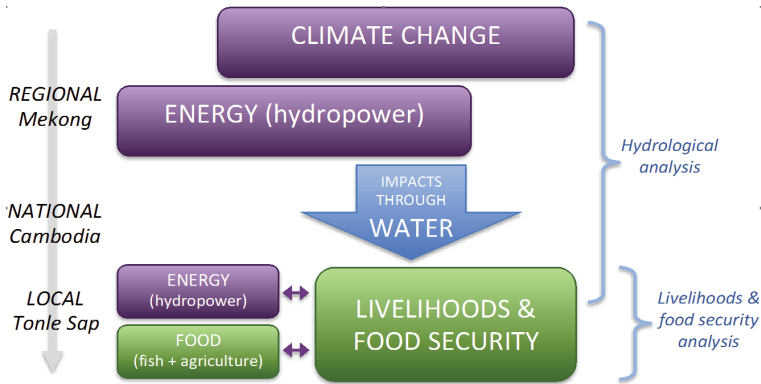 CLIMATE CHANGE
REGIONAL
Mekong
ENERGY (hydropower)
Hydrological
analysis
IMPACTS
THROUGH
WATER
NATIONAL
Cambodia
ENERGY
(hydropower)
LOCAL
Tonle Sap
FOOD
(fish + agriculture)
LIVELIHOODS &
FOOD SECURITY
Livelihoods &
food security
analysis